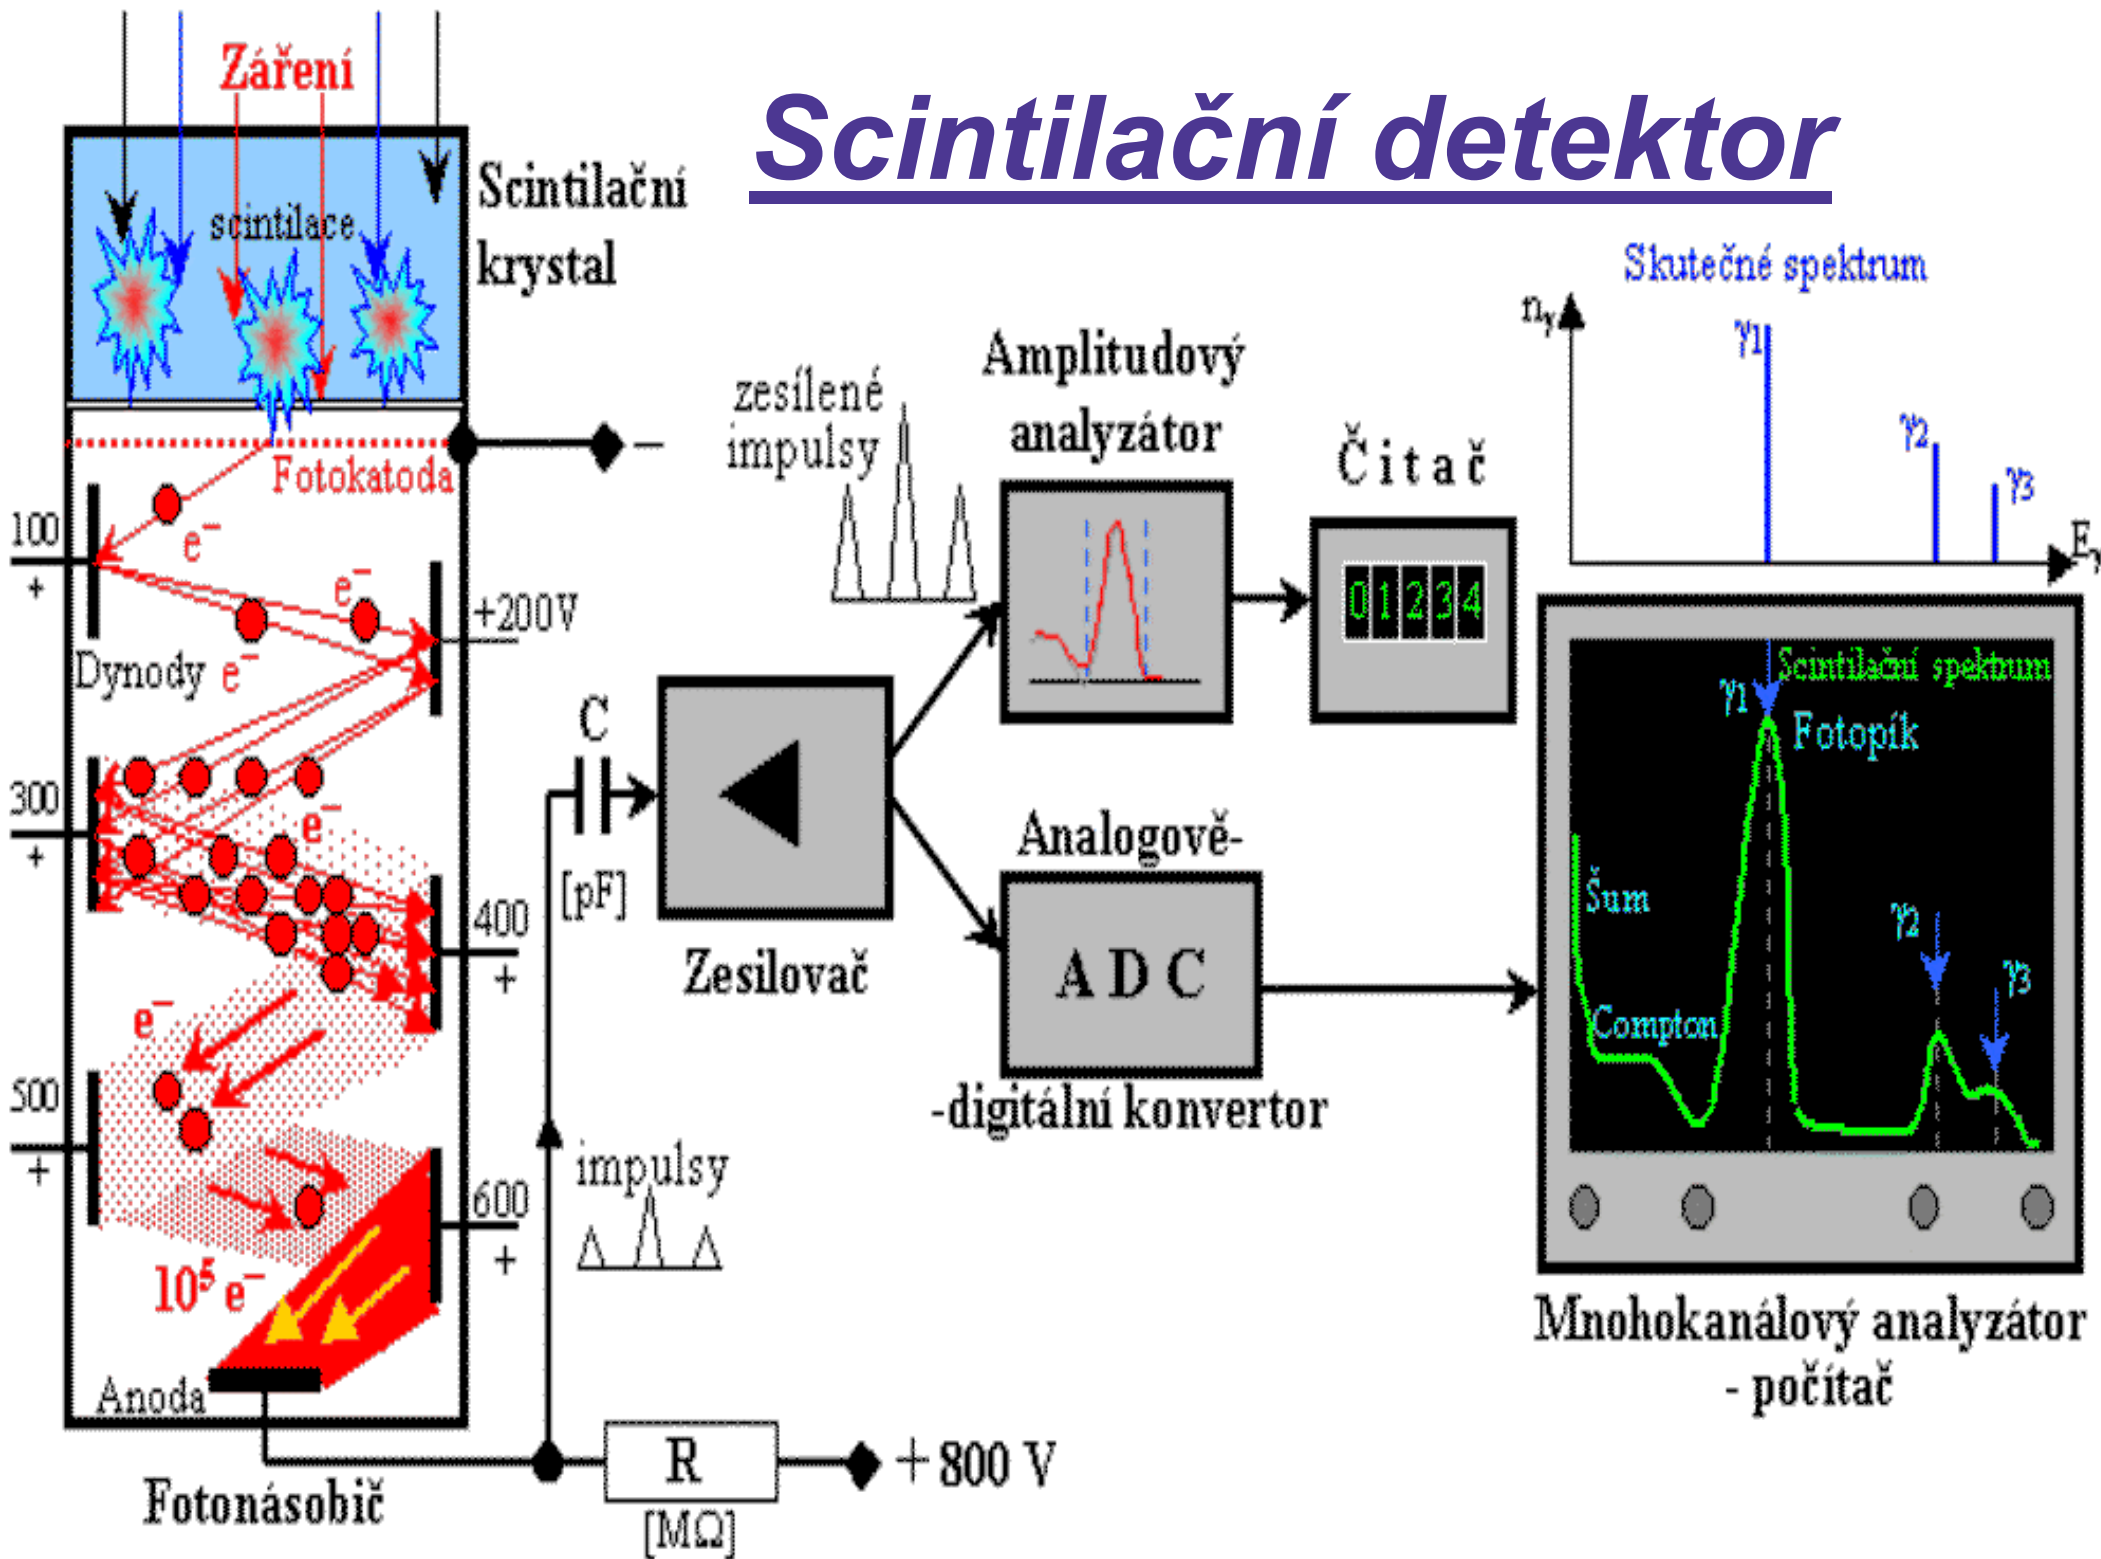 Scintilační detektor
Záření
scintilace
Scintilační
krystal
Fotokatoda
−
100
+
e⁻
e⁻
e⁻
+200V
Dynody
300
+
e⁻
400
+
e⁻
500
+
600
+
10⁵ e⁻
Anoda
Fotonásobič
R
[MΩ]
+800 V
impulsy
C
[pF]
Zesilovač
zesílené
impulsy
Amplitudový
analyzátor
Čitač
01234
Analogově-
ADC
-digitální konvertor
Skutečné spektrum
nγ
γ1
γ2
γ3
Eγ
Scintilační spektrum
γ1
Fotopík
Šum
Compton
γ2
γ3
Mnohokanálový analyzátor
- počítač